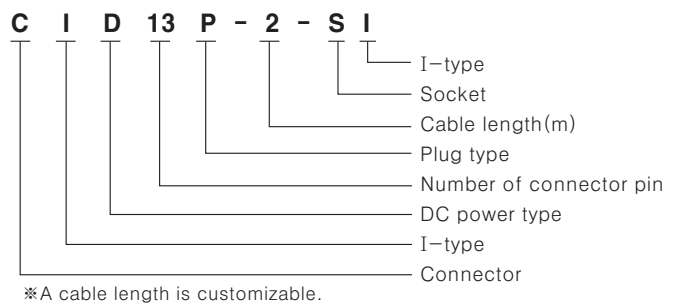 C I D 13 P - 2 - S I
I-type
Socket
Cable length(m)
Plug type
Number of connector pin
DC power type
I-type
Connector
※A cable length is customizable.